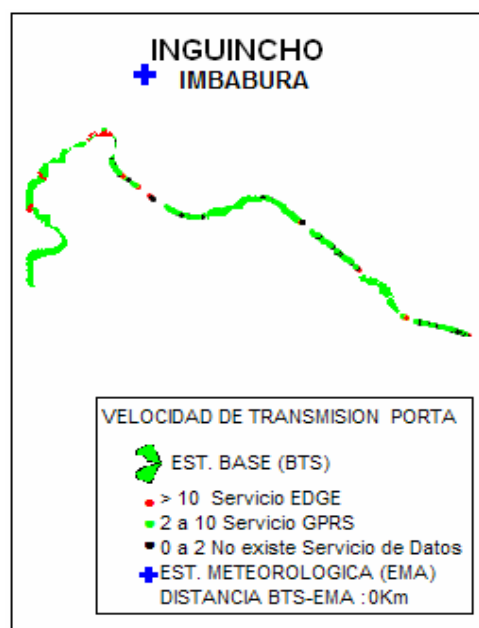 INGUINCHO
IMBABURA
VELOCIDAD DE TRANSMISION PORTA
EST. BASE (BTS)
> 10 Servicio EDGE
2 a 10 Servicio GPRS
0 a 2 No existe Servicio de Datos
EST. METEOROLOGICA (EMA)
DISTANCIA BTS-EMA :0Km